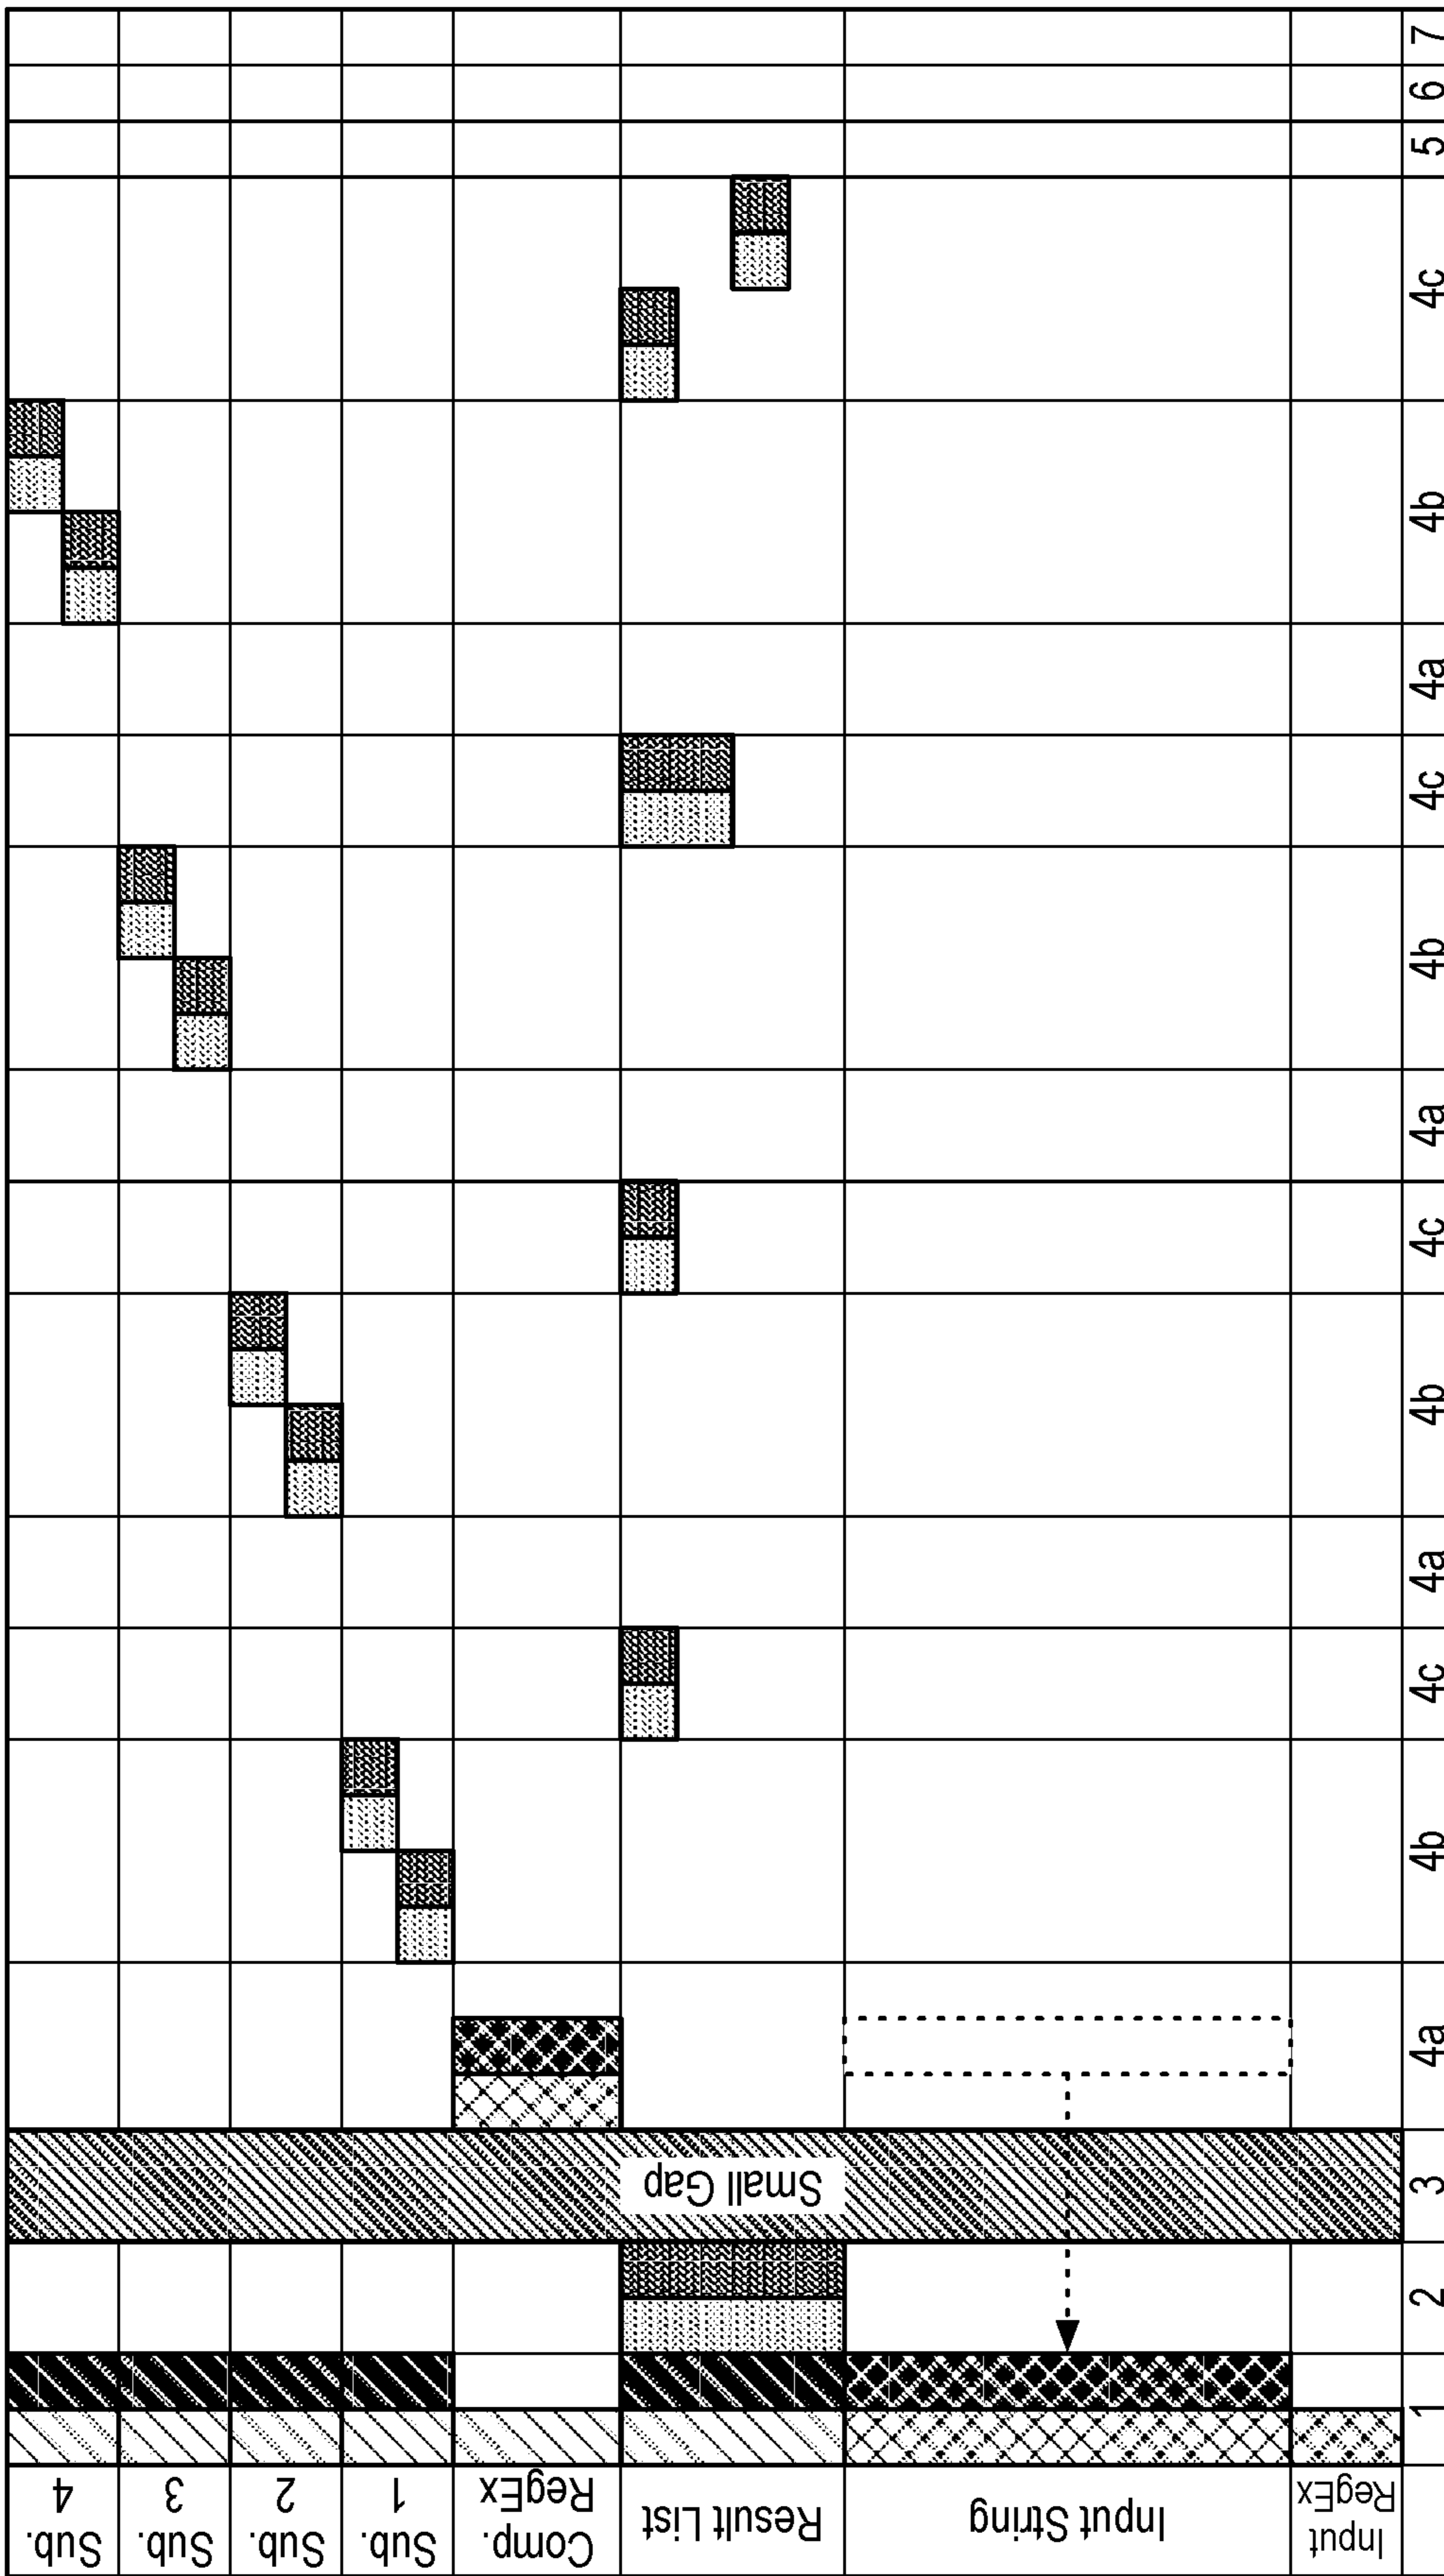 Sub.
4
Sub.
3
Sub.
2
Sub.
1
Comp.
RegEx
Result List
Input String
Input
RegEx
Small Gap
1
2
3
4a
4b
4c
4a
4b
4c
4a
4b
4c
4a
4b
4c
5
6
7